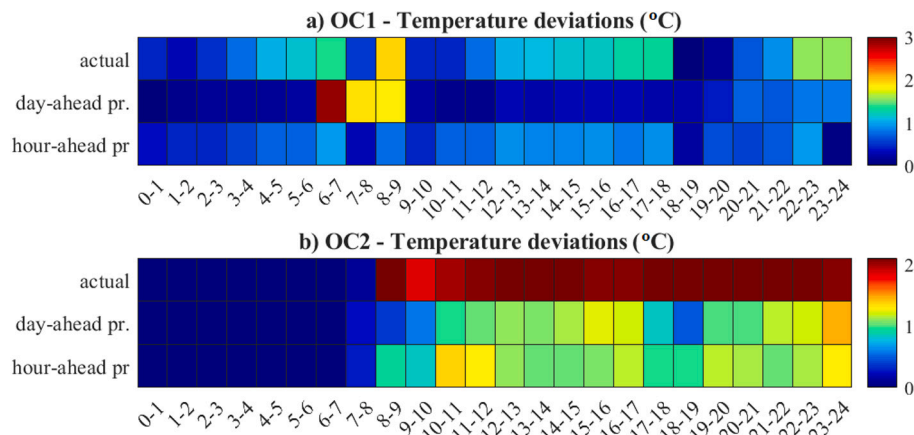 a) OC1 - Temperature deviations (ºC)
actual
day-ahead pr.
hour-ahead pr
3
2
1
0
0-1 1-2 2-3 3-4 4-5 5-6 6-7 7-8 8-9 9-10 10-11 11-12 12-13 13-14 14-15 15-16 16-17 17-18 18-19 19-20 20-21 21-22 22-23 23-24
b) OC2 - Temperature deviations (ºC)
actual
day-ahead pr.
hour-ahead pr
2
1
0
0-1 1-2 2-3 3-4 4-5 5-6 6-7 7-8 8-9 9-10 10-11 11-12 12-13 13-14 14-15 15-16 16-17 17-18 18-19 19-20 20-21 21-22 22-23 23-24